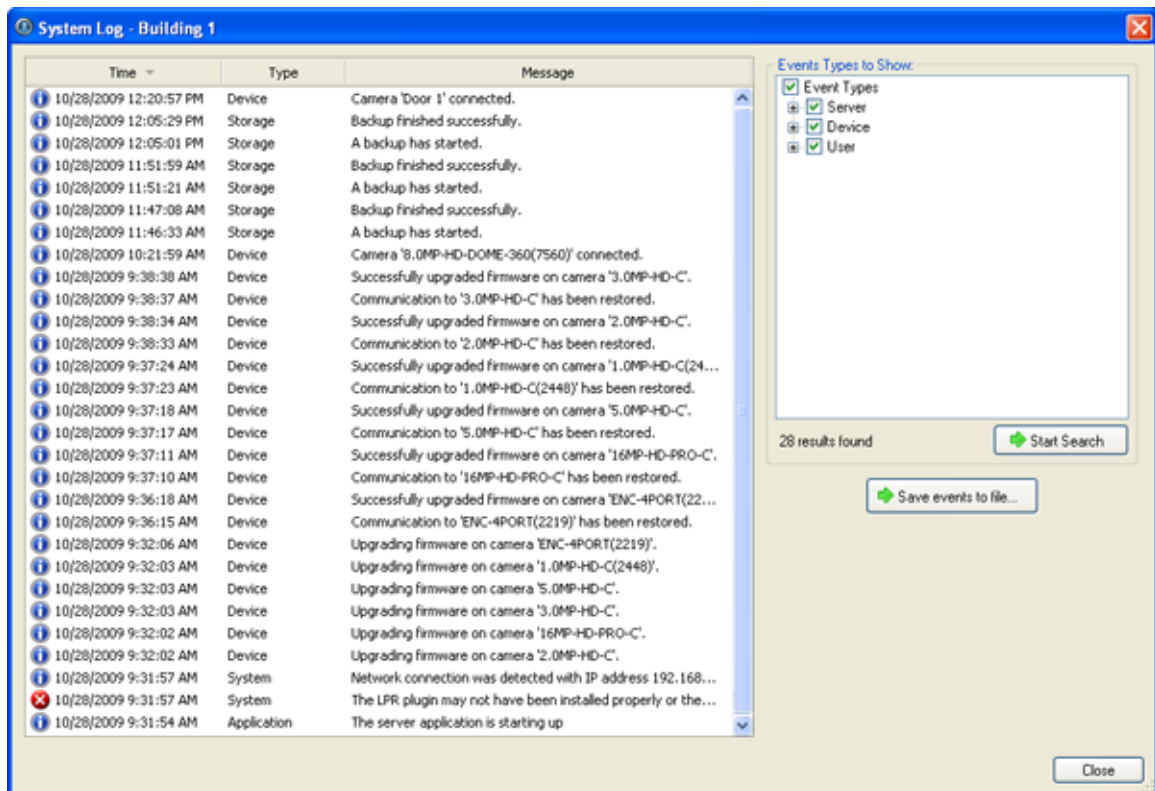 System Log - Building 1
Time Type Message
10/28/2009 12:20:57 PM Device Camera 'Door 1' connected.
10/28/2009 12:05:29 PM Storage Backup finished successfully.
10/28/2009 12:05:01 PM Storage A backup has started.
10/28/2009 11:51:59 AM Storage Backup finished successfully.
10/28/2009 11:51:21 AM Storage A backup has started.
10/28/2009 11:47:08 AM Storage Backup finished successfully.
10/28/2009 11:46:33 AM Storage A backup has started.
10/28/2009 10:21:59 AM Device Camera '8.0MP-HD-DOME-360(7560)' connected.
10/28/2009 9:38:38 AM Device Successfully upgraded firmware on camera '3.0MP-HD-C'.
10/28/2009 9:38:37 AM Device Communication to '3.0MP-HD-C' has been restored.
10/28/2009 9:38:34 AM Device Successfully upgraded firmware on camera '2.0MP-HD-C'.
10/28/2009 9:38:33 AM Device Communication to '2.0MP-HD-C' has been restored.
10/28/2009 9:37:24 AM Device Successfully upgraded firmware on camera '1.0MP-HD-C(24...
10/28/2009 9:37:23 AM Device Communication to '1.0MP-HD-C(2448)' has been restored.
10/28/2009 9:37:18 AM Device Successfully upgraded firmware on camera '5.0MP-HD-C'.
10/28/2009 9:37:17 AM Device Communication to '5.0MP-HD-C' has been restored.
10/28/2009 9:37:11 AM Device Successfully upgraded firmware on camera '16MP-HD-PRO-C'.
10/28/2009 9:37:10 AM Device Communication to '16MP-HD-PRO-C' has been restored.
10/28/2009 9:36:18 AM Device Successfully upgraded firmware on camera 'ENC-4PORT(22...
10/28/2009 9:36:15 AM Device Communication to 'ENC-4PORT(2219)' has been restored.
10/28/2009 9:32:06 AM Device Upgrading firmware on camera 'ENC-4PORT(2219)'.
10/28/2009 9:32:03 AM Device Upgrading firmware on camera '1.0MP-HD-C(2448)'.
10/28/2009 9:32:03 AM Device Upgrading firmware on camera '5.0MP-HD-C'.
10/28/2009 9:32:03 AM Device Upgrading firmware on camera '3.0MP-HD-C'.
10/28/2009 9:32:02 AM Device Upgrading firmware on camera '16MP-HD-PRO-C'.
10/28/2009 9:32:02 AM Device Upgrading firmware on camera '2.0MP-HD-C'.
10/28/2009 9:31:57 AM System Network connection was detected with IP address 192.168...
10/28/2009 9:31:57 AM System The LPR plugin may not have been installed properly or the...
10/28/2009 9:31:54 AM Application The server application is starting up
Events Types to Show:
Event Types
Server
Device
User
28 results found
Start Search
Save events to file...
Close